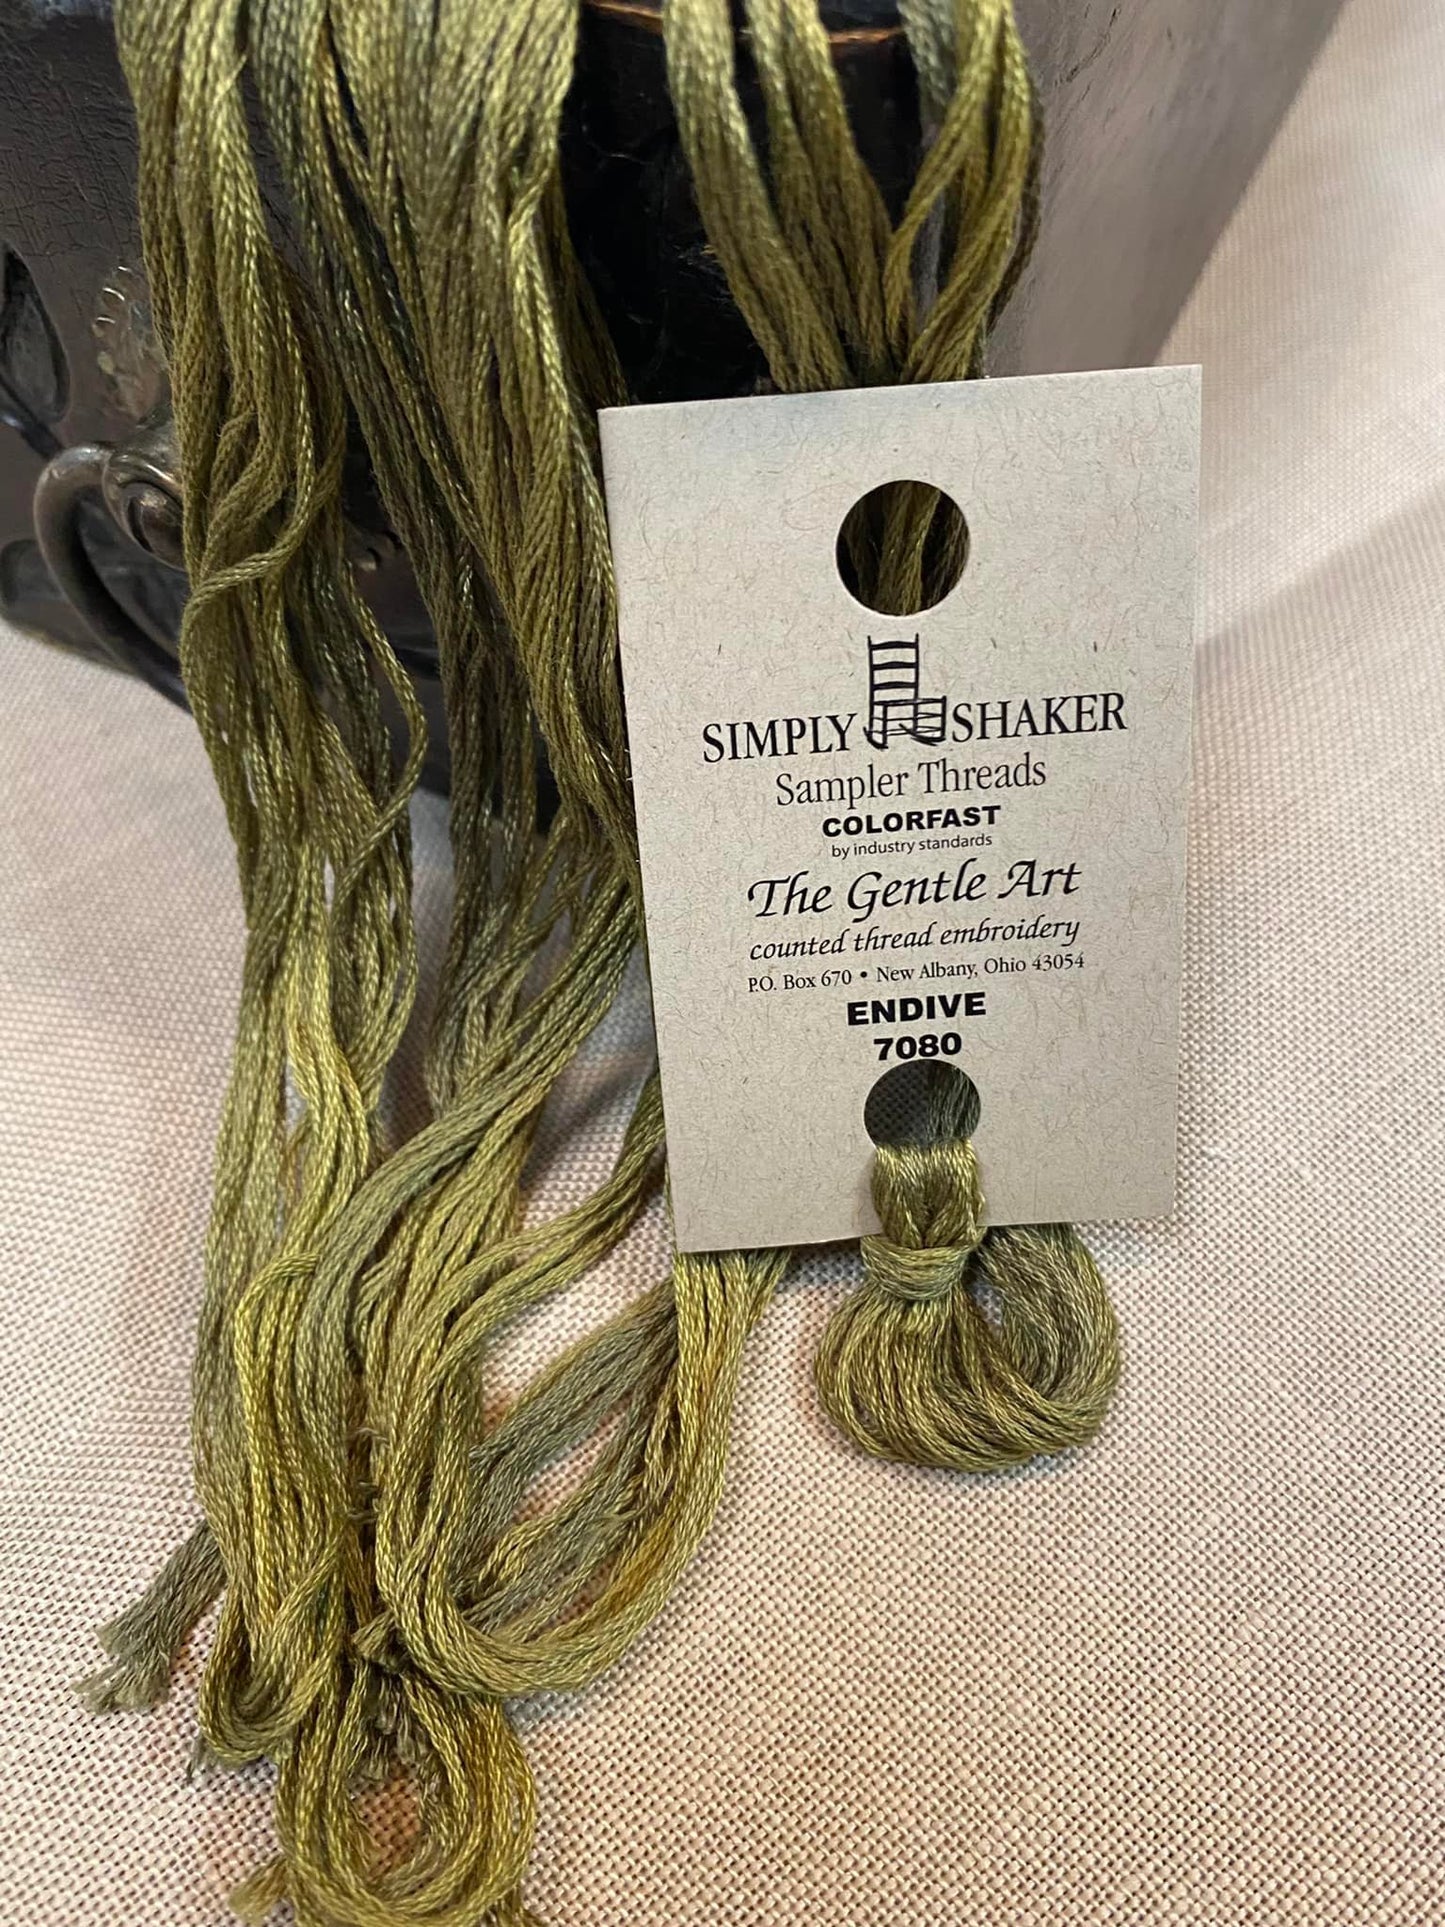 SIMPLY SHAKER
Sampler Threads
COLORFAST
by industry standards
The Gentle Art
counted thread embroidery
P.O. Box 670 • New Albany, Ohio 43054
ENDIVE
7080